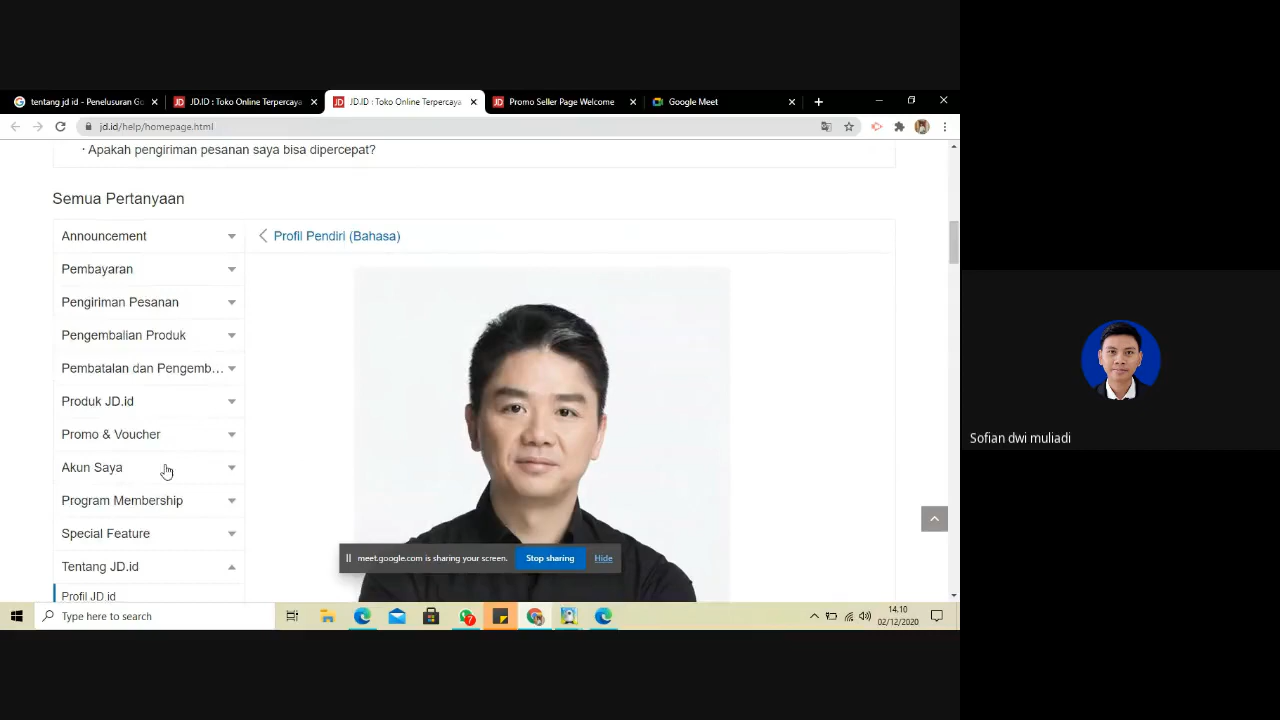 tentang jd id - Penelusuran Go
JD.ID : Toko Online Terpercaya
JD.ID : Toko Online Terpercaya
Promo Seller Page Welcome
Google Meet
jd.id/help/homepage.html
· Apakah pengiriman pesanan saya bisa dipercepat?
Semua Pertanyaan
Announcement
Profil Pendiri (Bahasa)
Pembayaran
Pengiriman Pesanan
Pengembalian Produk
Pembatalan dan Pengemb...
Produk JD.id
Promo & Voucher
Akun Saya
Program Membership
Special Feature
Tentang JD.id
Profil JD.id
meet.google.com is sharing your screen.
Stop sharing
Hide
Sofian dwi muliadi
Type here to search
7
14.10
02/12/2020